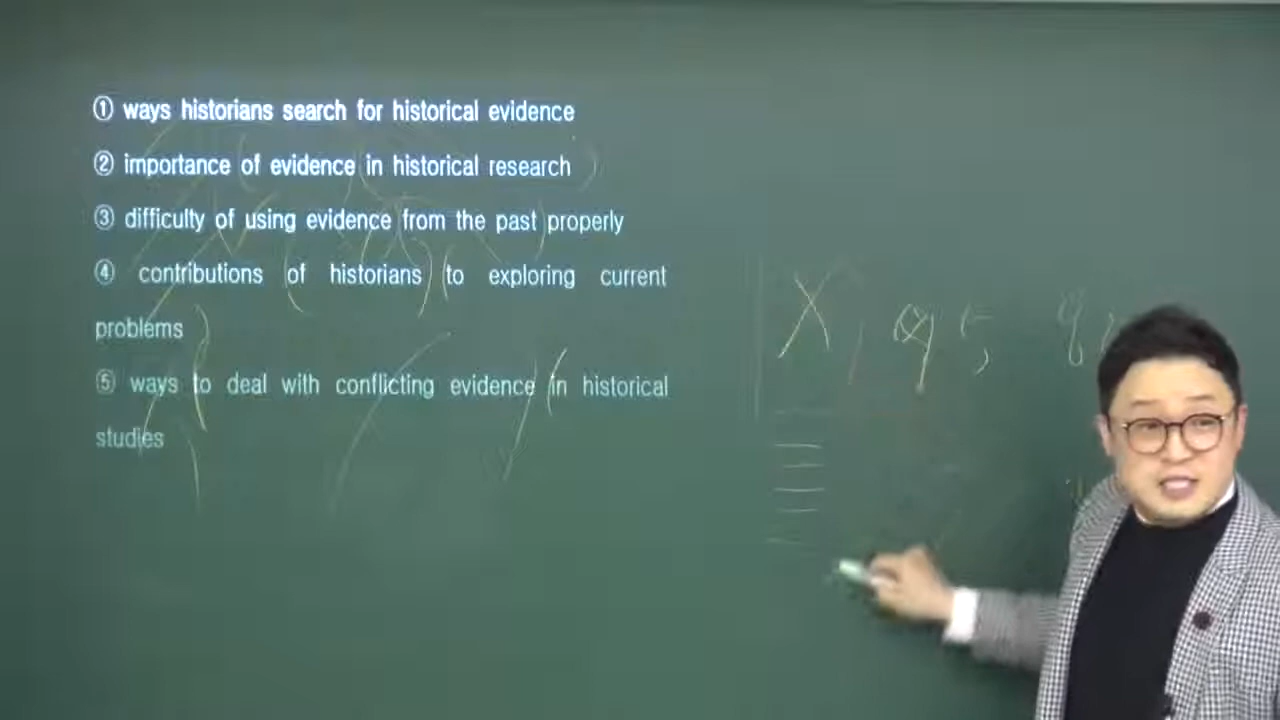 ① ways historians search for historical evidence
② importance of evidence in historical research
③ difficulty of using evidence from the past properly
④ contributions of historians to exploring current
problems
⑤ ways to deal with conflicting evidence in historical
studies